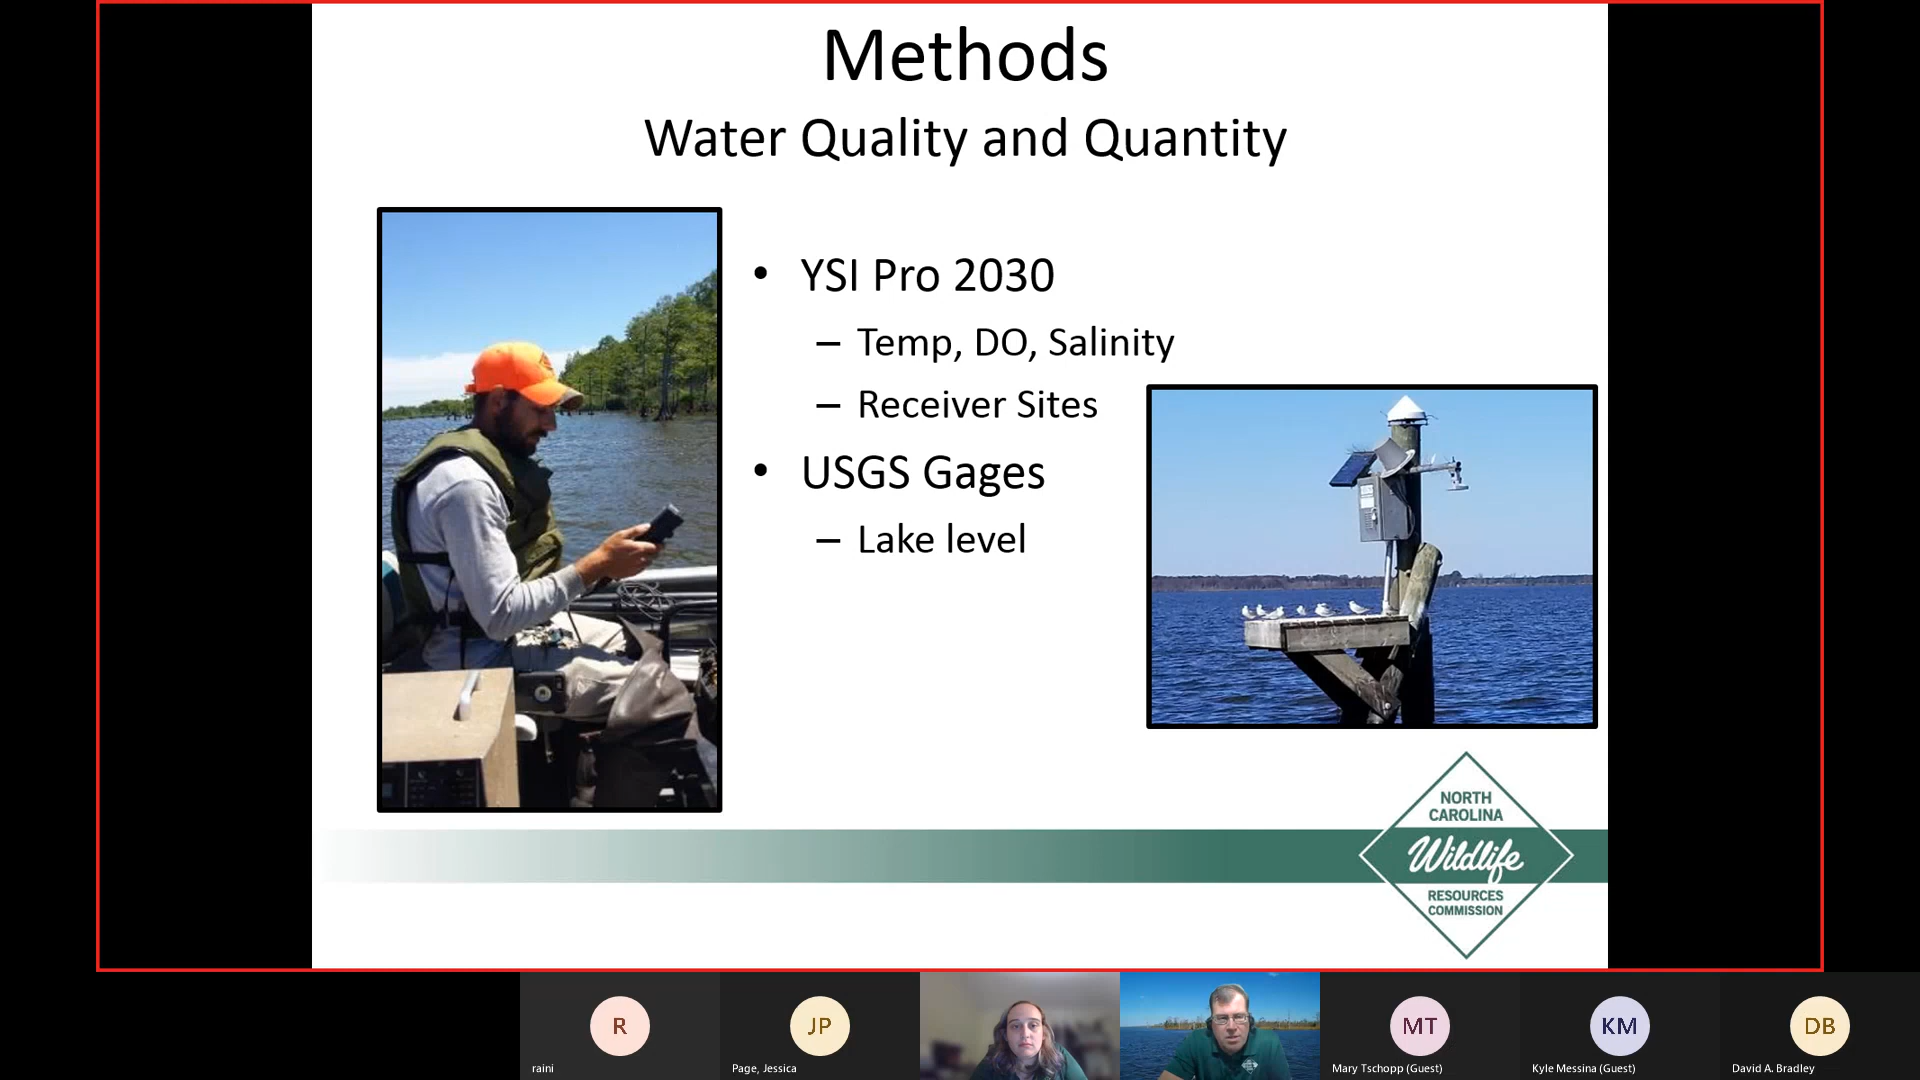 Methods
Water Quality and Quantity
• YSI Pro 2030
– Temp, DO, Salinity
– Receiver Sites
• USGS Gages
– Lake level
NORTH
CAROLINA
Wildlife
RESOURCES
COMMISSION
R
JP
MT
KM
DB
raini
Page, Jessica
Mary Tschopp (Guest)
Kyle Messina (Guest)
David A. Bradley